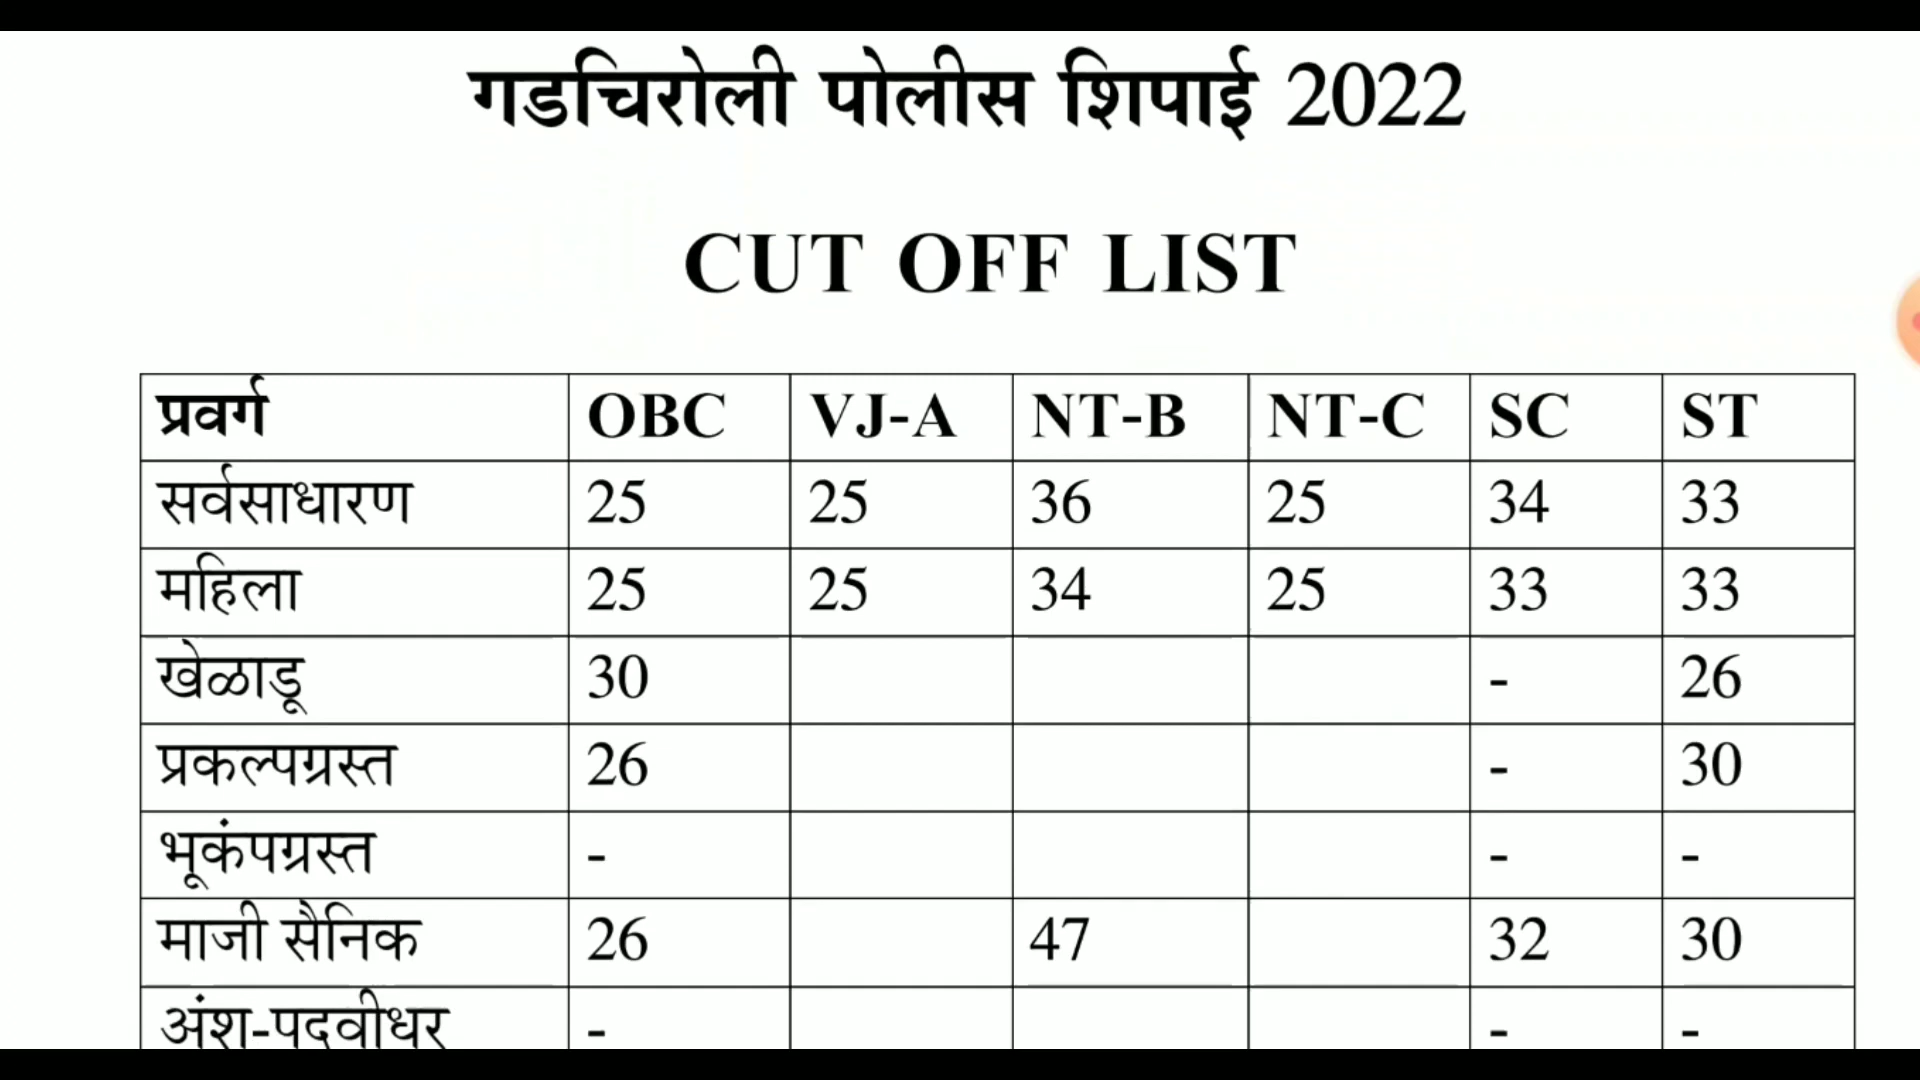 गडचिरोली पोलीस शिपाई 2022
CUT OFF LIST
प्रवर्ग OBC VJ-A NT-B NT-C SC ST
सर्वसाधारण 25 25 36 25 34 33
महिला 25 25 34 25 33 33
खेळाडू 30 - 26
प्रकल्पग्रस्त 26 - 30
भूकंपग्रस्त - - -
माजी सैनिक 26 47 32 30
अंश-पदवीधर - - -